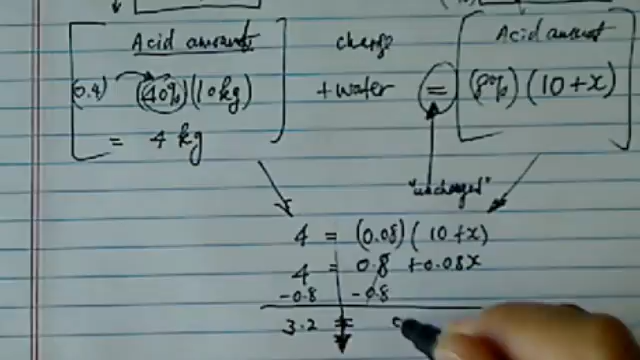 Acid amount
Acid amount
(0.4) (40%)(10kg)
+ water = (8%) (10+x)
= 4 kg
"unchanged"
4 = (0.08) (10+x)
4 = 0.8 +0.08x
-0.8 -0.8
3.2 =